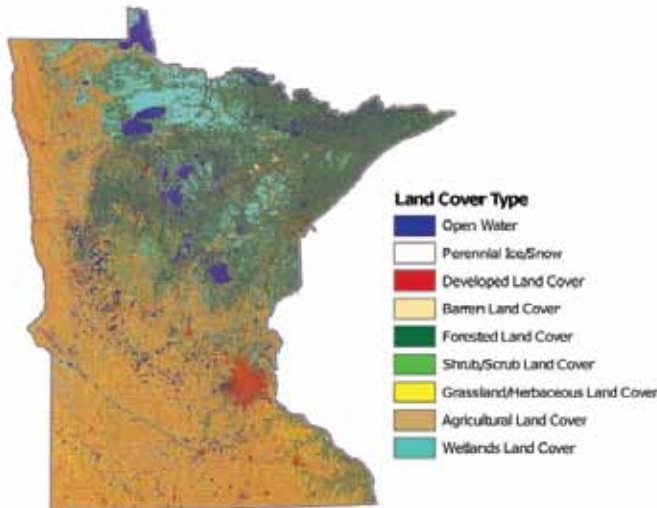 Land Cover Type
Open Water
Perennial Ice/Snow
Developed Land Cover
Barren Land Cover
Forested Land Cover
Shrub/Scrub Land Cover
Grassland/Herbaceous Land Cover
Agricultural Land Cover
Wetlands Land Cover